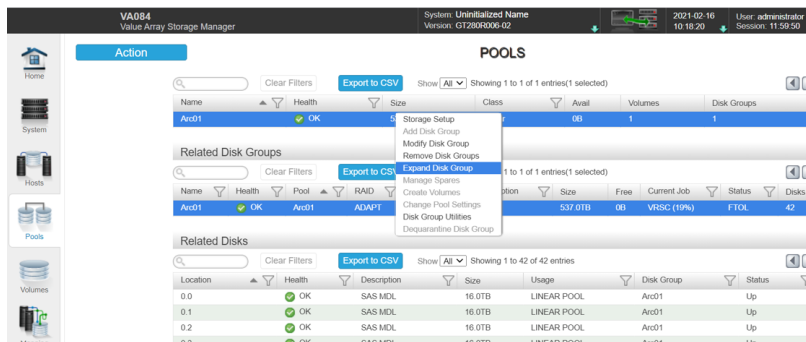 VA084
Value Array Storage Manager
System: Uninitialized Name
Version: GT280R006-02
2021-02-16
10:18:20
User: administrator
Session: 11:59:50
Home
System
Hosts
Pools
Volumes
Action
POOLS
Clear Filters Export to CSV Show All Showing 1 to 1 of 1 entries(1 selected)
Name Health Size Class Avail Volumes Disk Groups
Arc01 OK 0B 1 1
Storage Setup
Add Disk Group
Modify Disk Group
Remove Disk Groups
Expand Disk Group
Manage Spares
Create Volumes
Change Pool Settings
Disk Group Utilities
Dequarantine Disk Group
Related Disk Groups
Clear Filters Export to CS 1 to 1 of 1 entries(1 selected)
Name Health Pool RAID Size Free Current Job Status Disks
Arc01 OK Arc01 ADAPT 537.0TB 0B VRSC (19%) FTOL 42
Related Disks
Clear Filters Export to CSV Show All Showing 1 to 42 of 42 entries
Location Health Description Size Usage Disk Group Status
0.0 OK SAS MDL 16.0TB LINEAR POOL Arc01 Up
0.1 OK SAS MDL 16.0TB LINEAR POOL Arc01 Up
0.2 OK SAS MDL 16.0TB LINEAR POOL Arc01 Up